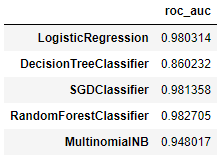 roc_auc
LogisticRegression 0.980314
DecisionTreeClassifier 0.860232
SGDClassifier 0.981358
RandomForestClassifier 0.982705
MultinomialNB 0.948017